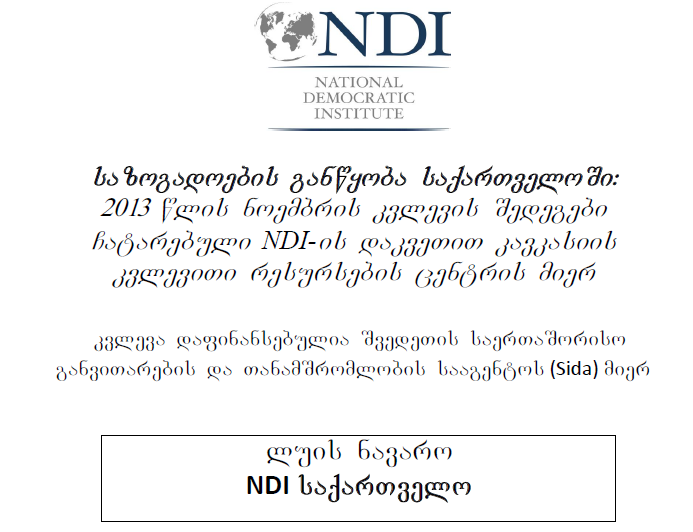 NDI
NATIONAL
DEMOCRATIC
INSTITUTE
საზოგადოების განწყობა საქართველოში:
2013 წლის ნოემბრის კვლევის შედეგები
ჩატარებული NDI-ის დაკვეთით კავკასიის
კვლევითი რესურსების ცენტრის მიერ
კვლევა დაფინანსებულია შვედეთის საერთაშორისო
განვითარების და თანამშრომლობის სააგენტოს (Sida) მიერ
ლუის ნავარო
NDI საქართველო